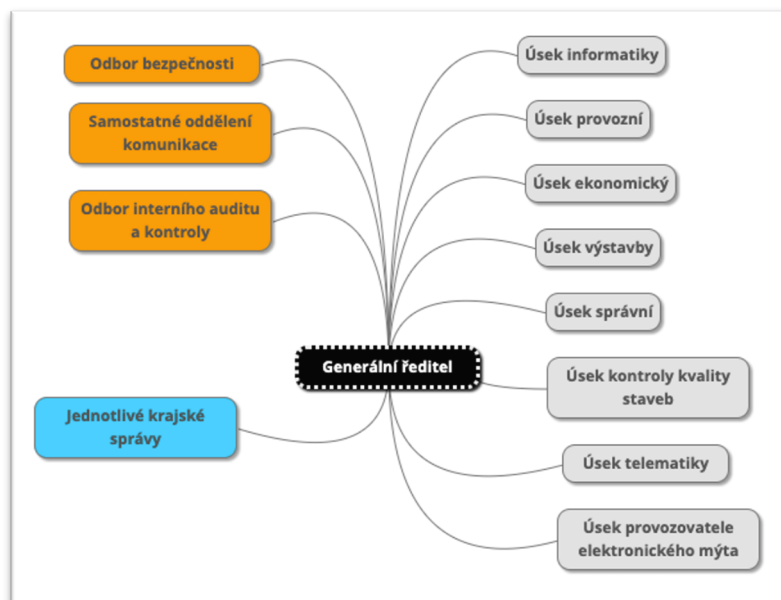 Odbor bezpečnosti
Samostatné oddělení
komunikace
Odbor interního auditu
a kontroly
Jednotlivé krajské
správy
Generální ředitel
Úsek informatiky
Úsek provozní
Úsek ekonomický
Úsek výstavby
Úsek správní
Úsek kontroly kvality
staveb
Úsek telematiky
Úsek provozovatele
elektronického mýta